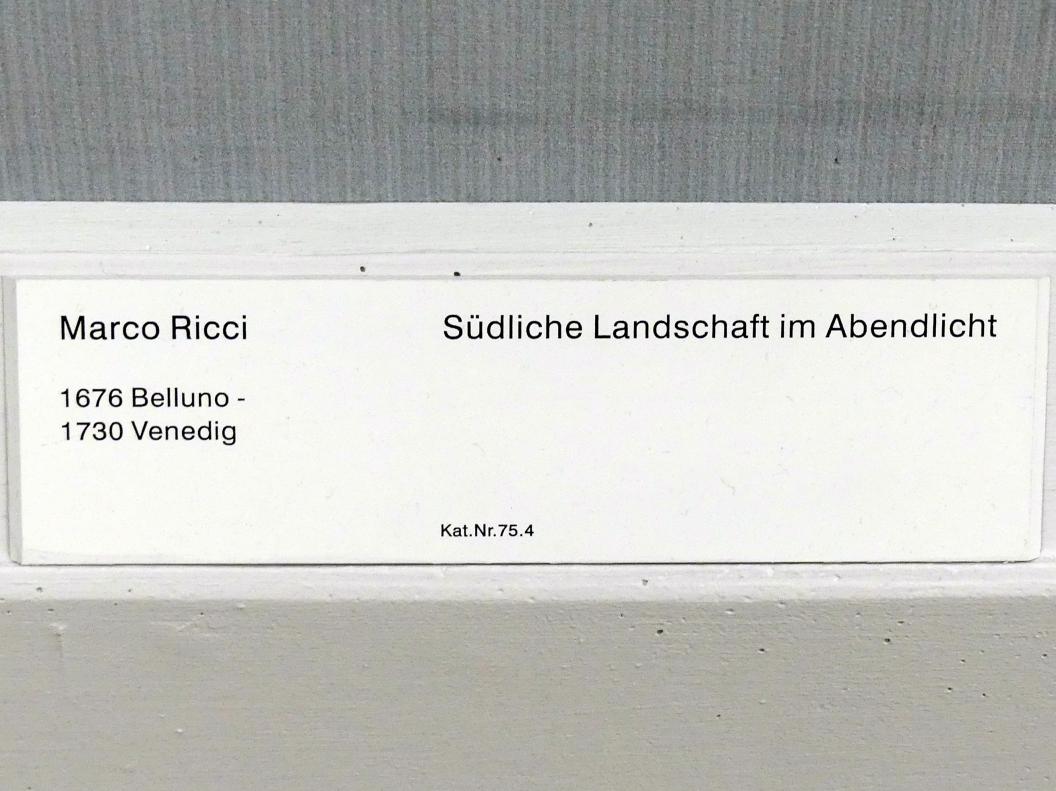 Marco Ricci
1676 Belluno -
1730 Venedig
Südliche Landschaft im Abendlicht
Kat.Nr.75.4